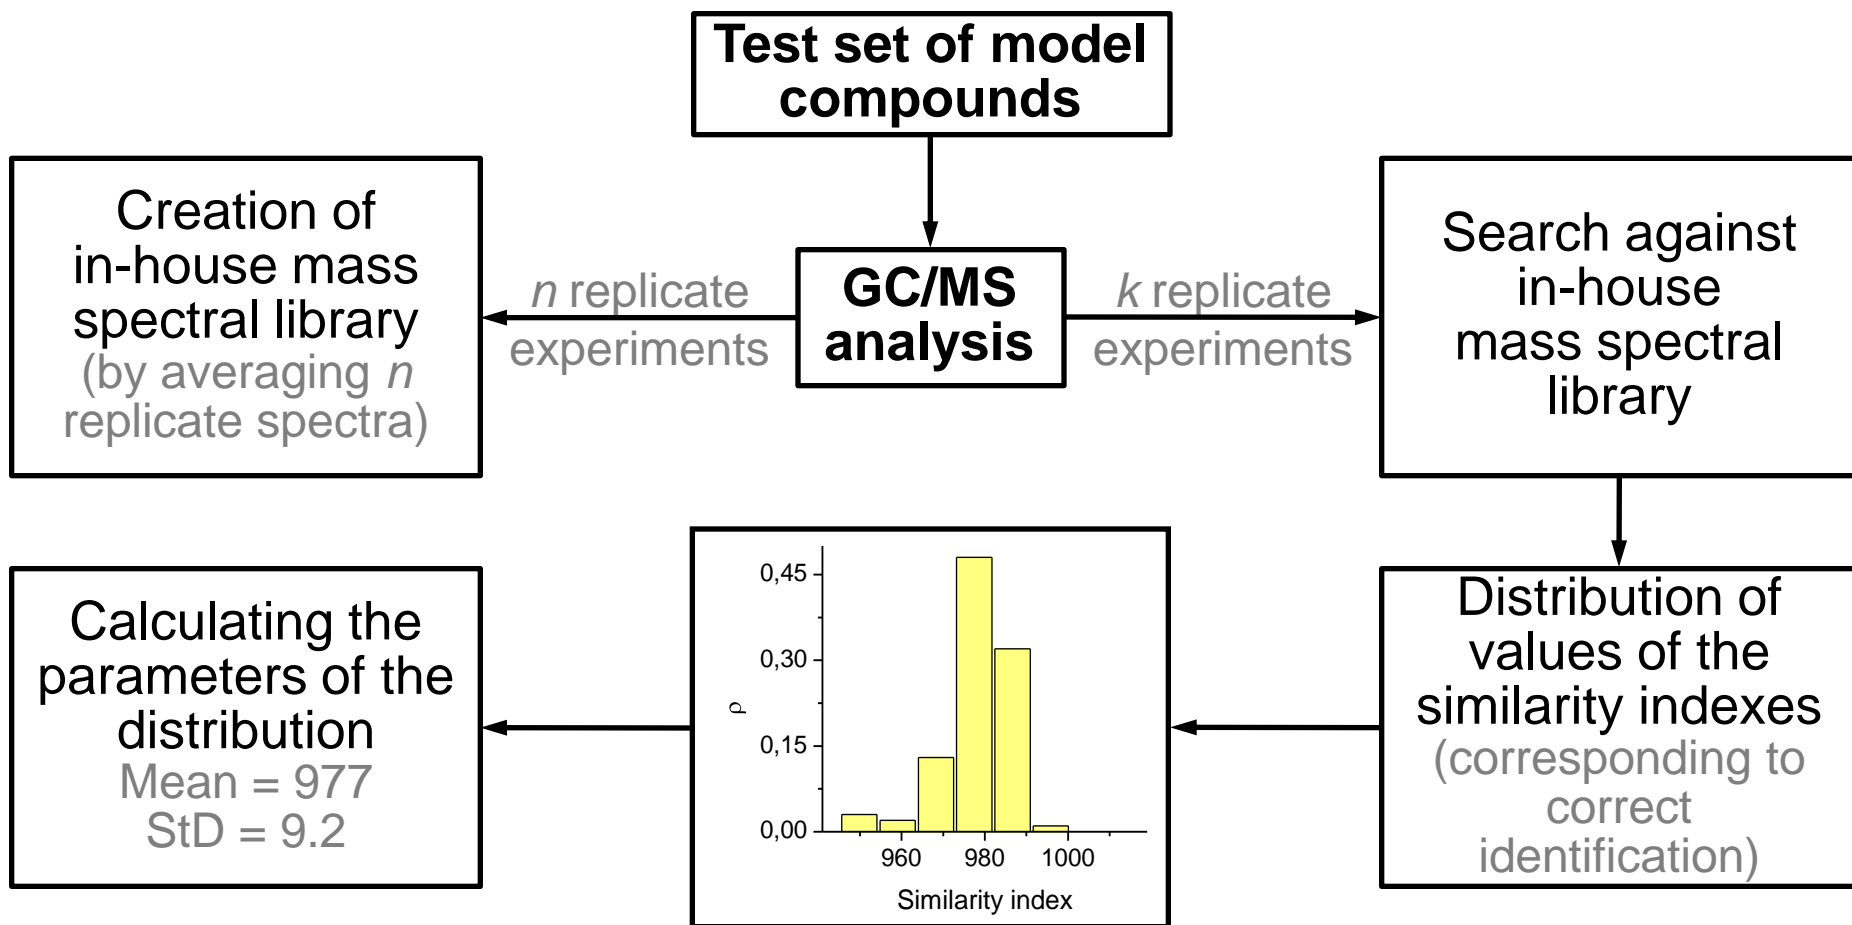 Test set of model
compounds
Creation of
in-house mass
spectral library
(by averaging n
replicate spectra)
n replicate
experiments
GC/MS
analysis
k replicate
experiments
Search against
in-house
mass spectral
library
Calculating the
parameters of the
distribution
Mean = 977
StD = 9.2
0,45
0,30
0,15
0,00
ρ
960 980 1000
Similarity index
Distribution of
values of the
similarity indexes
(corresponding to
correct
identification)